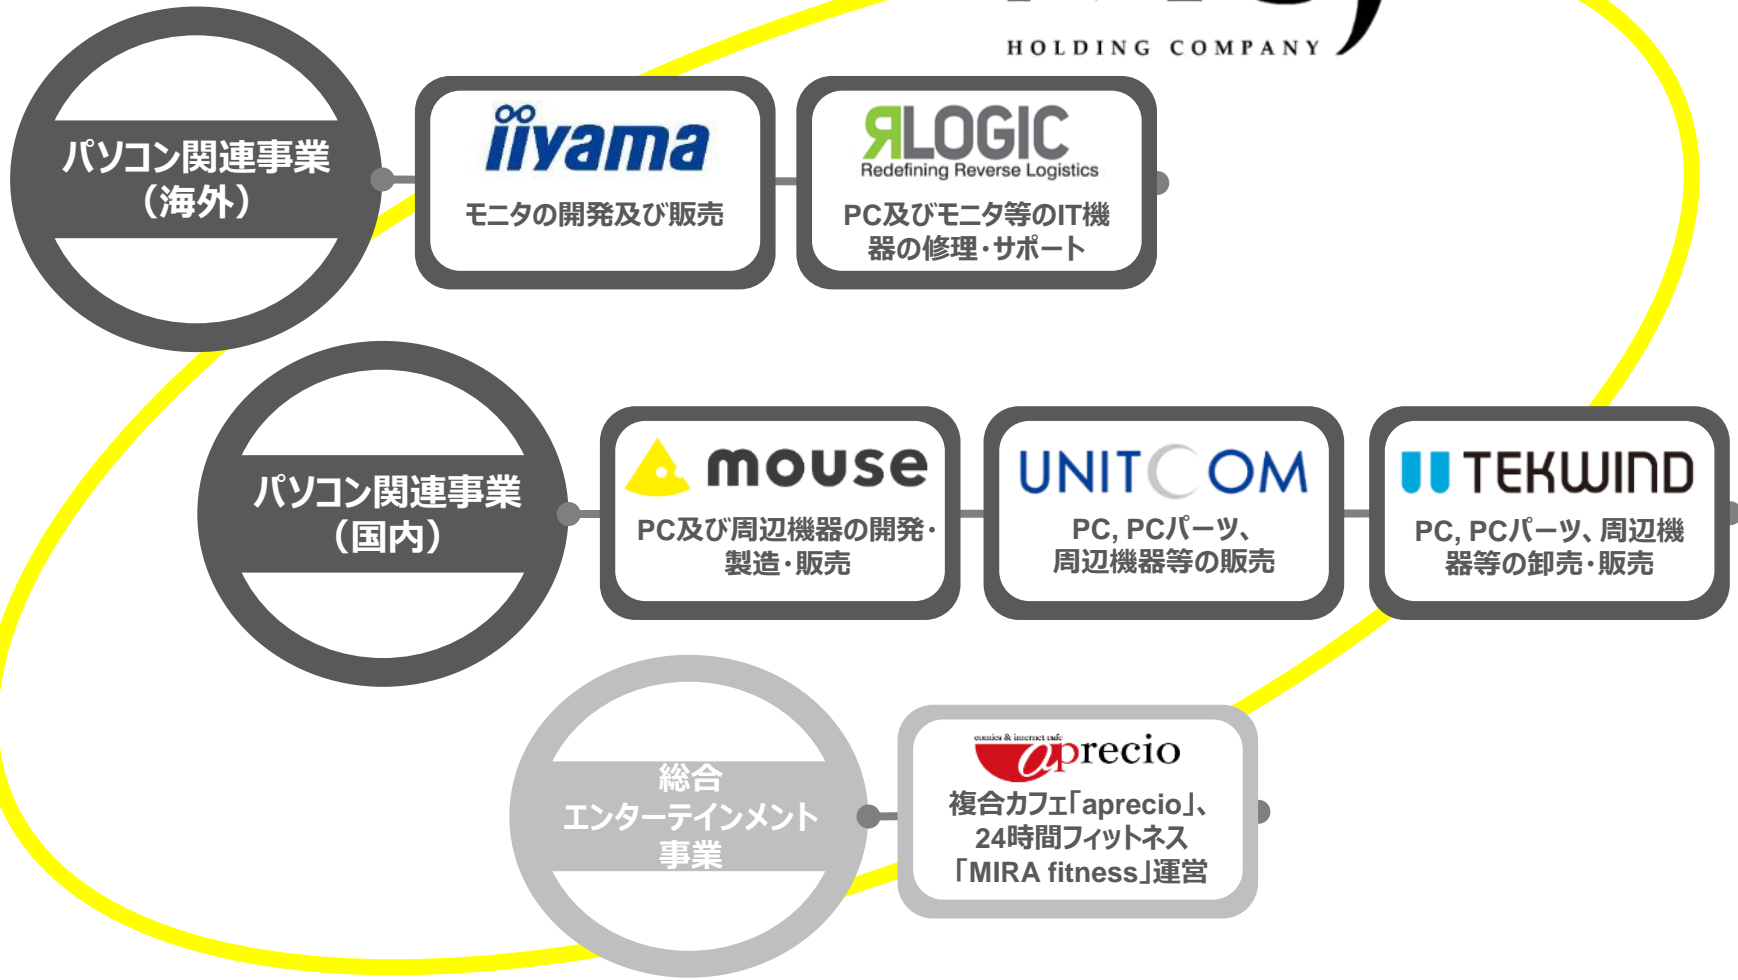 HOLDING COMPANY
パソコン関連事業
（海外）
iiyama
モニタの開発及び販売
RLOGIC
Redefining Reverse Logistics
PC及びモニタ等のIT機
器の修理・サポート
パソコン関連事業
（国内）
mouse
PC及び周辺機器の開発・
製造・販売
UNITCOM
PC, PCパーツ、
周辺機器等の販売
TEKWIND
PC, PCパーツ、周辺機
器等の卸売・販売
総合
エンターテインメント
事業
comics & internet cafe
aprecio
複合カフェ「aprecio」、
24時間フィットネス
「MIRA fitness」運営